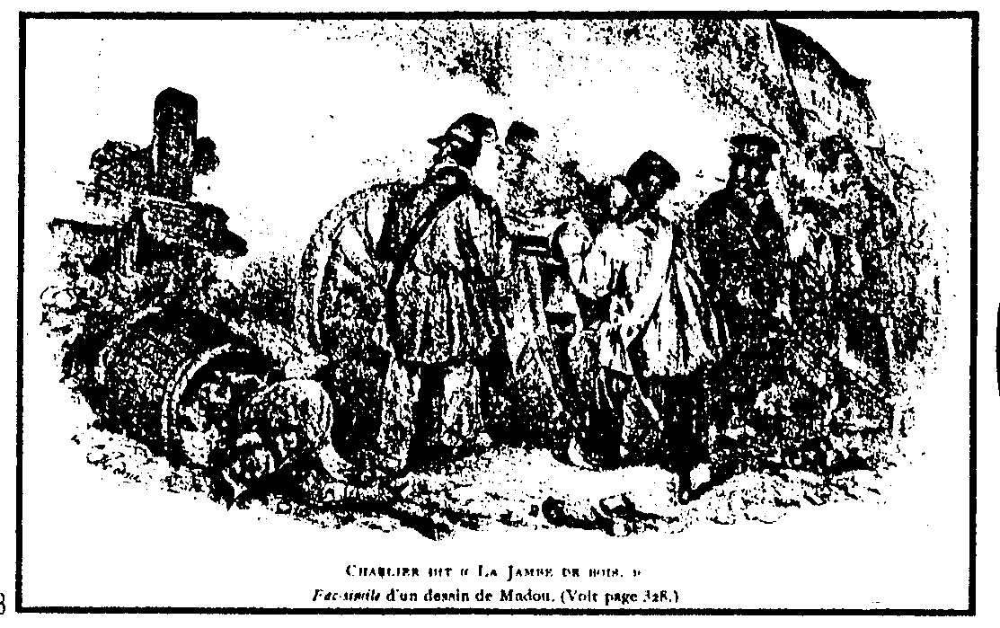 CHARLIER DIT « LA JAMBE DE BOIS. »
Fac-simile d'un dessin de Madou. (Voir page 328.)